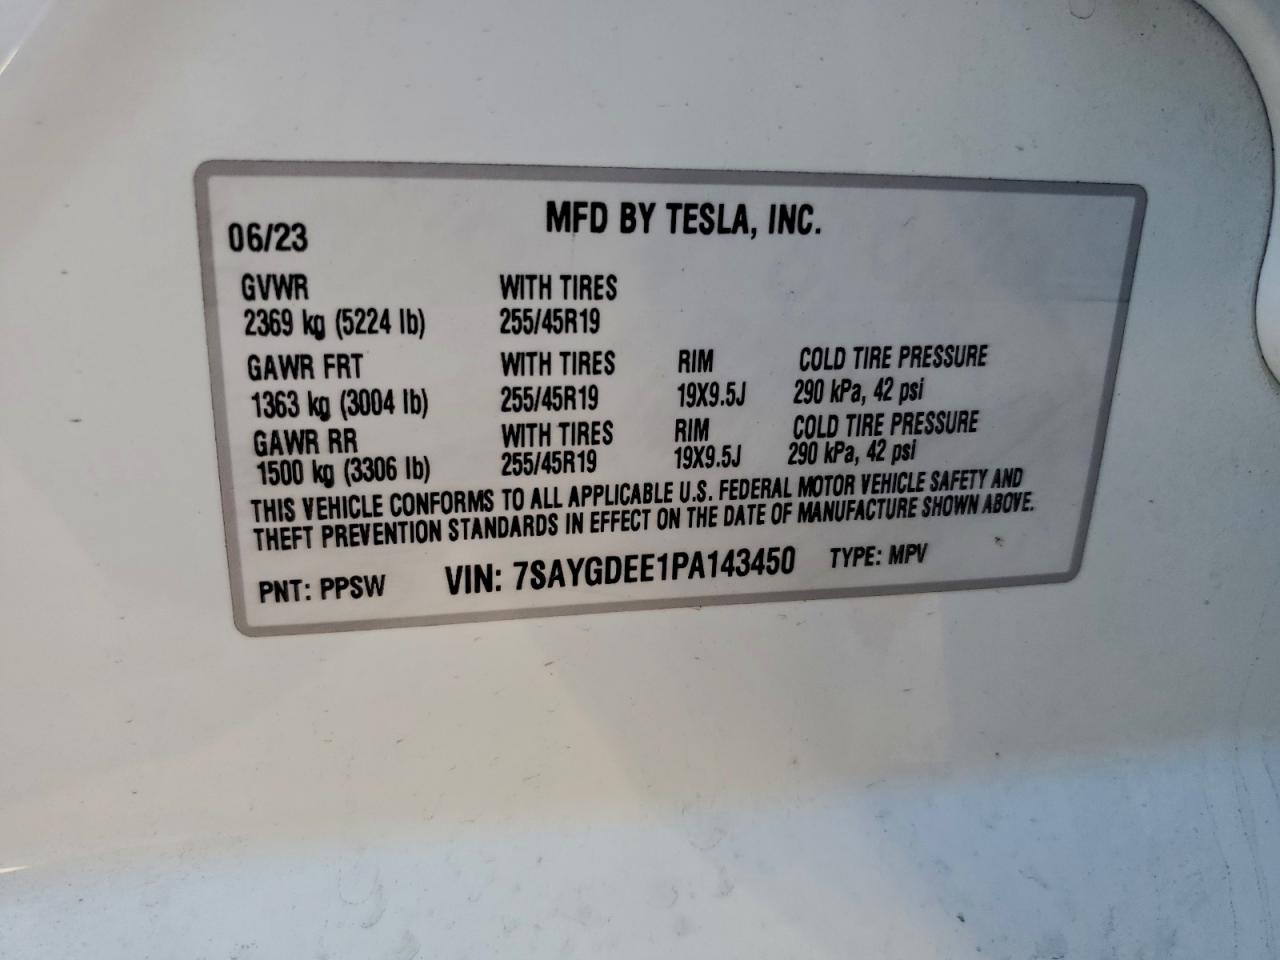 MFD BY TESLA, INC.
06/23
GVWR WITH TIRES
2369 kg (5224 lb) 255/45R19
GAWR FRT WITH TIRES RIM COLD TIRE PRESSURE
1363 kg (3004 lb) 255/45R19 19X9.5J 290 kPa, 42 psi
GAWR RR WITH TIRES RIM COLD TIRE PRESSURE
1500 kg (3306 lb) 255/45R19 19X9.5J 290 kPa, 42 psi
THIS VEHICLE CONFORMS TO ALL APPLICABLE U.S. FEDERAL MOTOR VEHICLE SAFETY AND
THEFT PREVENTION STANDARDS IN EFFECT ON THE DATE OF MANUFACTURE SHOWN ABOVE.
PNT: PPSW VIN: 7SAYGDEE1PA143450 TYPE: MPV